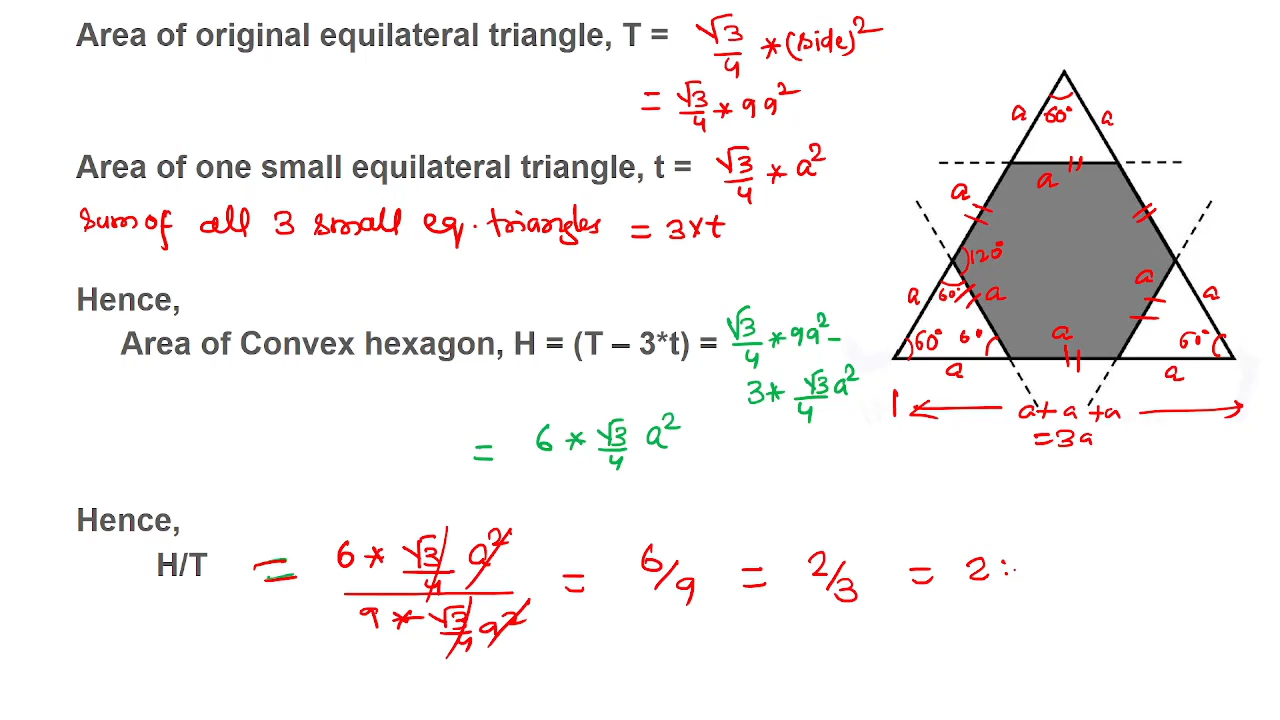 Area of original equilateral triangle, T = √3/4 * (side)²
= √3/4 * 9a²
Area of one small equilateral triangle, t = √3/4 * a²
Sum of all 3 small eq. triangles = 3*t
Hence,
Area of Convex hexagon, H = (T – 3*t) = √3/4 * 9a² –
3 * √3/4 a²
= 6 * √3/4 a²
Hence,
H/T = 6 * √3/4 a² / 9 * √3/4 a² = 6/9 = 2/3 = 2 :
a 60° a
a
a
120°
a 60° a a a
60° 60° a 60°
a a
a + a + a
= 3a